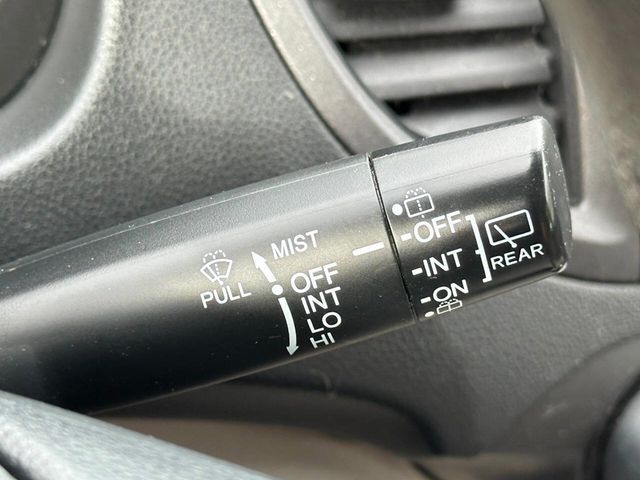 MIST
PULL
OFF
INT
LO
HI
-OFF
-INT
-ON
REAR